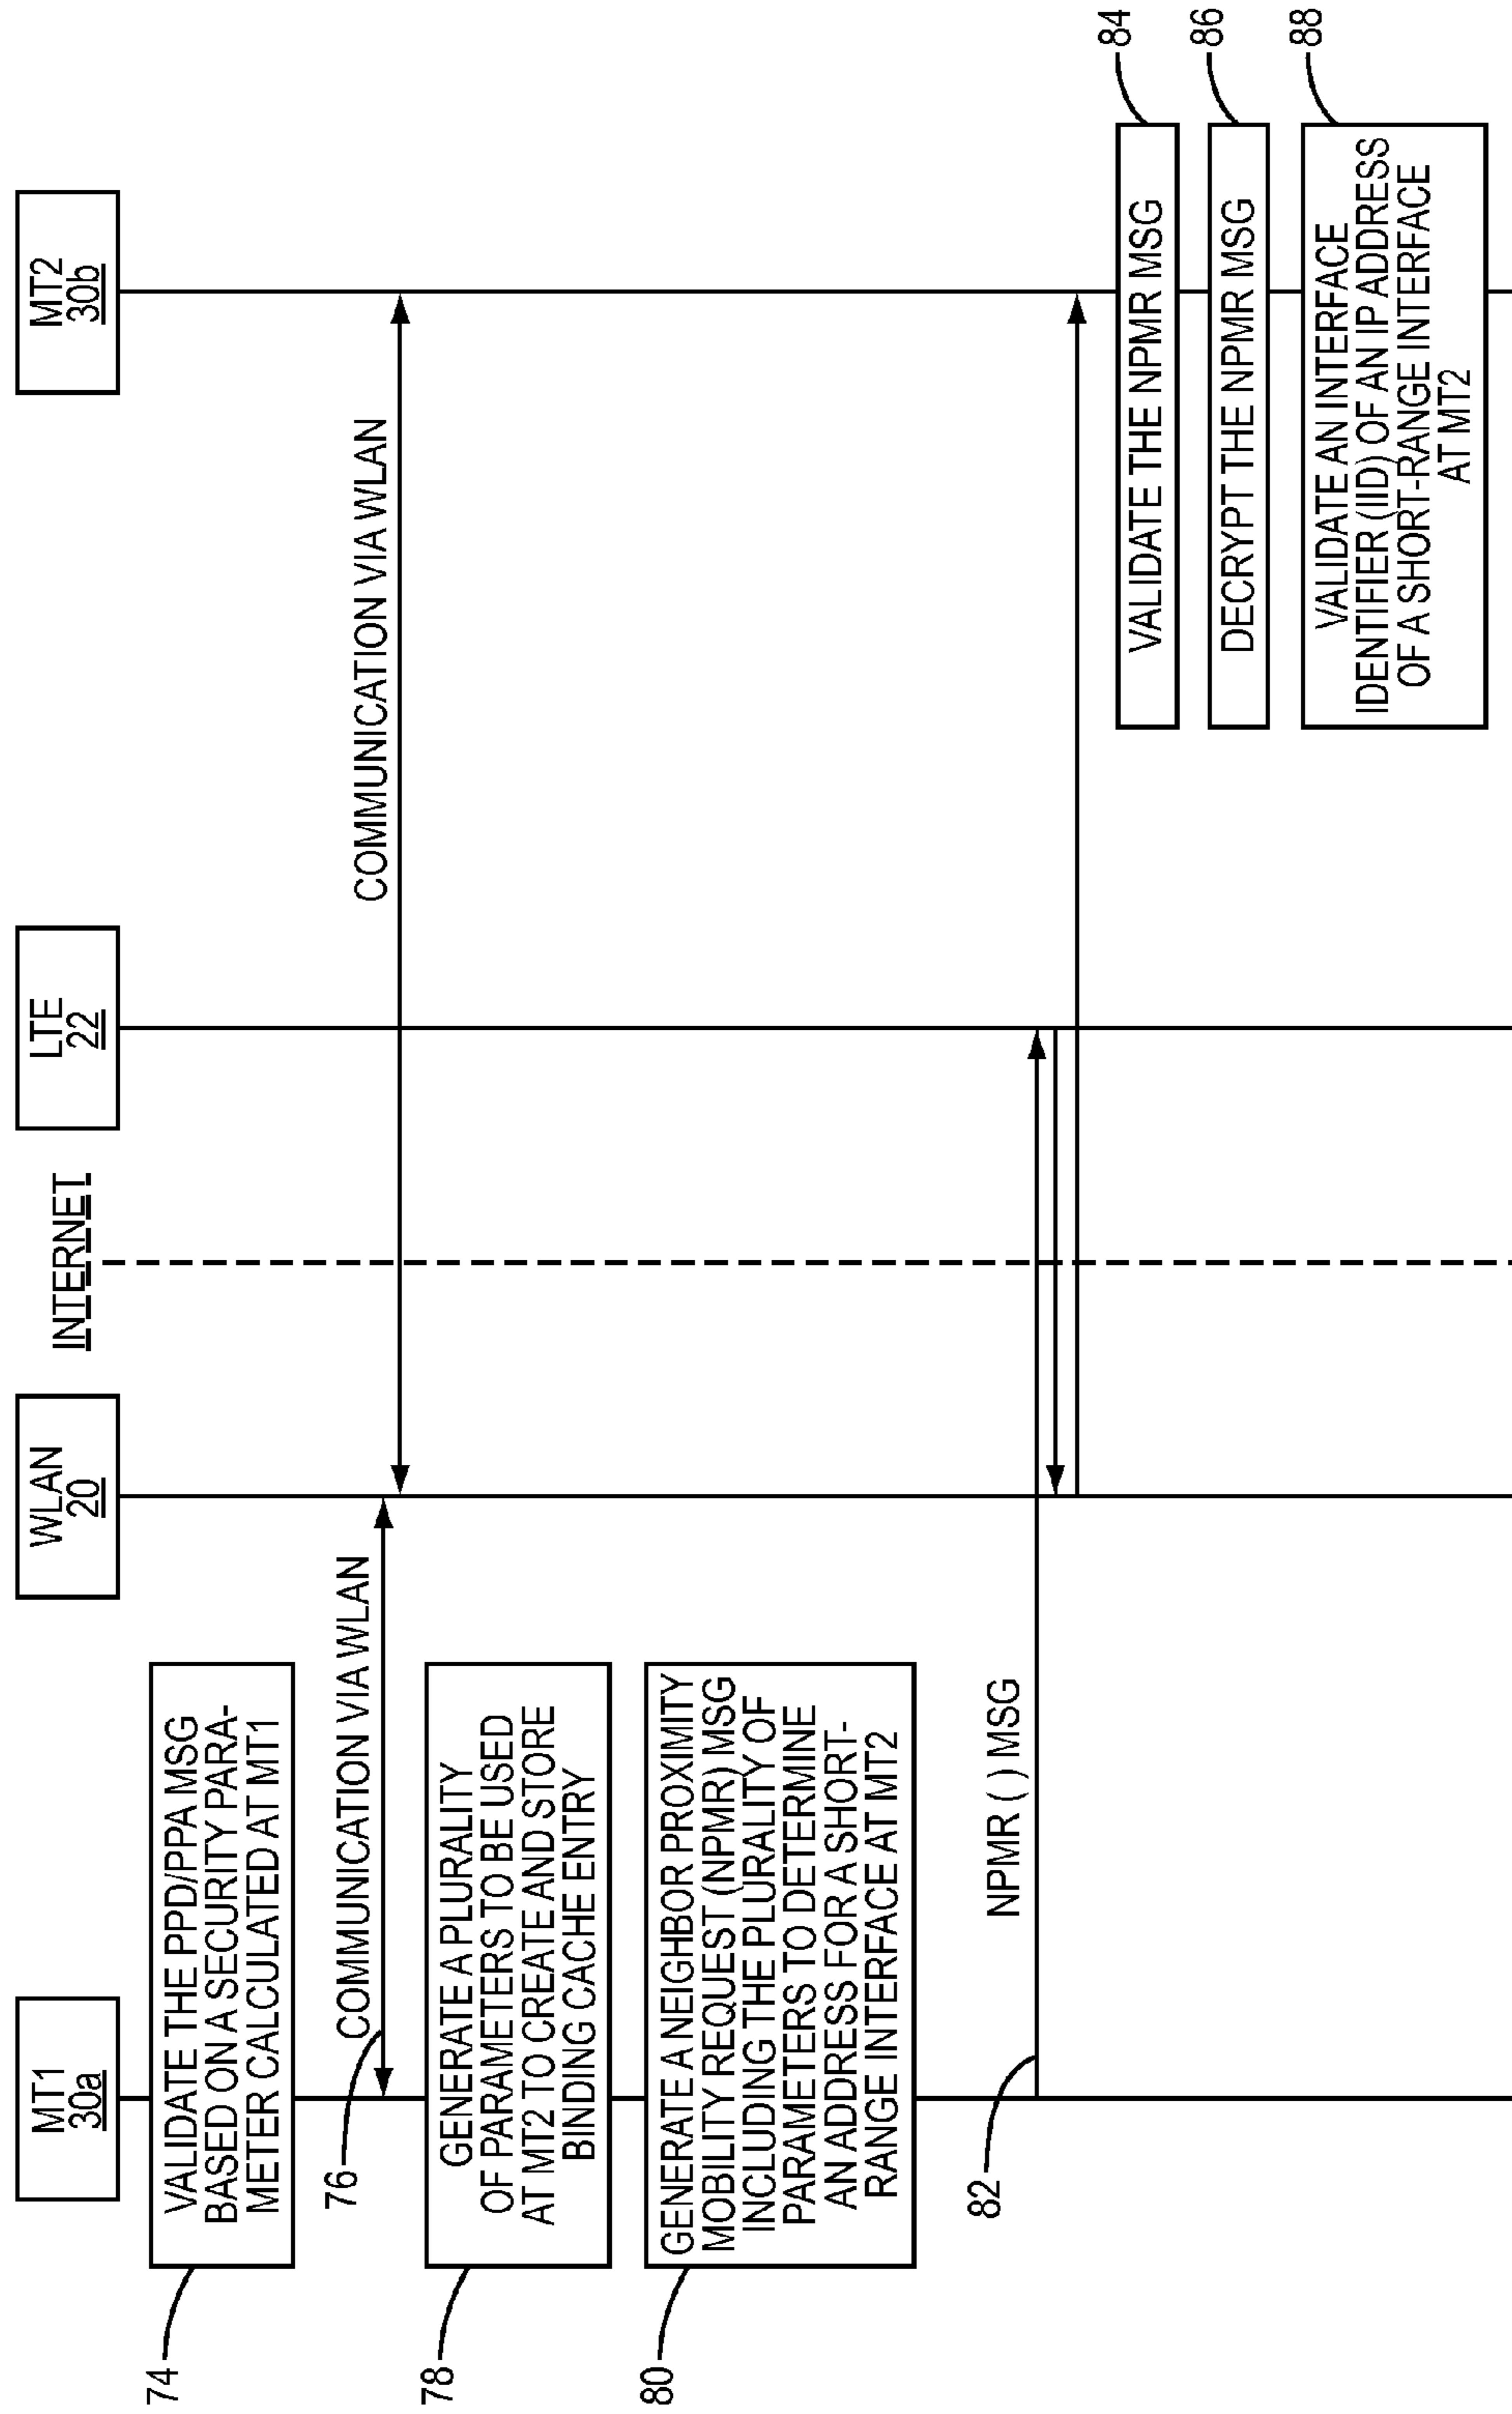 MT1
30a
WLAN
20
INTERNET
LTE
22
MT2
30b
74
VALIDATE THE PPD/PPA MSG
BASED ON A SECURITY PARA-
METER CALCULATED AT MT1
76
COMMUNICATION VIA WLAN
COMMUNICATION VIA WLAN
78
GENERATE A PLURALITY
OF PARAMETERS TO BE USED
AT MT2 TO CREATE AND STORE
BINDING CACHE ENTRY
80
GENERATE A NEIGHBOR PROXIMITY
MOBILITY REQUEST (NPMR) MSG
INCLUDING THE PLURALITY OF
PARAMETERS TO DETERMINE
AN ADDRESS FOR A SHORT-
RANGE INTERFACE AT MT2
82
NPMR ( ) MSG
VALIDATE THE NPMR MSG
84
DECRYPT THE NPMR MSG
86
VALIDATE AN INTERFACE
IDENTIFIER (IID) OF AN IP ADDRESS
OF A SHORT-RANGE INTERFACE
AT MT2
88